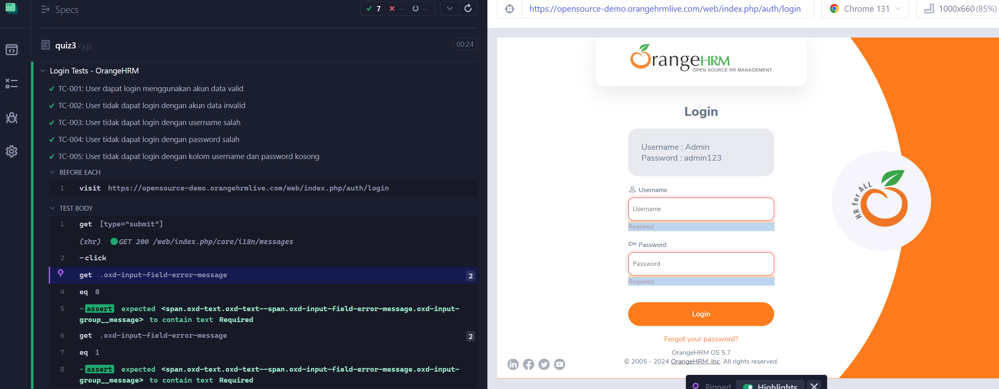 Specs
7 -- --
quiz3.cy.js
00:24
Login Tests - OrangeHRM
TC-001: User dapat login menggunakan akun data valid
TC-002: User tidak dapat login dengan akun data invalid
TC-003: User tidak dapat login dengan username salah
TC-004: User tidak dapat login dengan password salah
TC-005: User tidak dapat login dengan kolom username dan password kosong
BEFORE EACH
1 visit https://opensource-demo.orangehrmlive.com/web/index.php/auth/login
TEST BODY
1 get [type="submit"]
(xhr) GET 200 /web/index.php/core/i18n/messages
2 -click
get .oxd-input-field-error-message 2
4 eq 0
5 -assert expected <span.oxd-text.oxd-text--span.oxd-input-field-error-message.oxd-input-
group__message> to contain text Required
6 get .oxd-input-field-error-message 2
7 eq 1
8 -assert expected <span.oxd-text.oxd-text--span.oxd-input-field-error-message.oxd-input-
group__message> to contain text Required
https://opensource-demo.orangehrmlive.com/web/index.php/auth/login
Chrome 131
1000x660 (85%)
OrangeHRM
OPEN SOURCE HR MANAGEMENT
Login
Username : Admin
Password : admin123
Username
Username
Required
Password
Password
Required
Login
Forgot your password?
OrangeHRM OS 5.7
© 2005 - 2024 OrangeHRM, Inc. All rights reserved.
HR for ALL
Pinned
Highlights